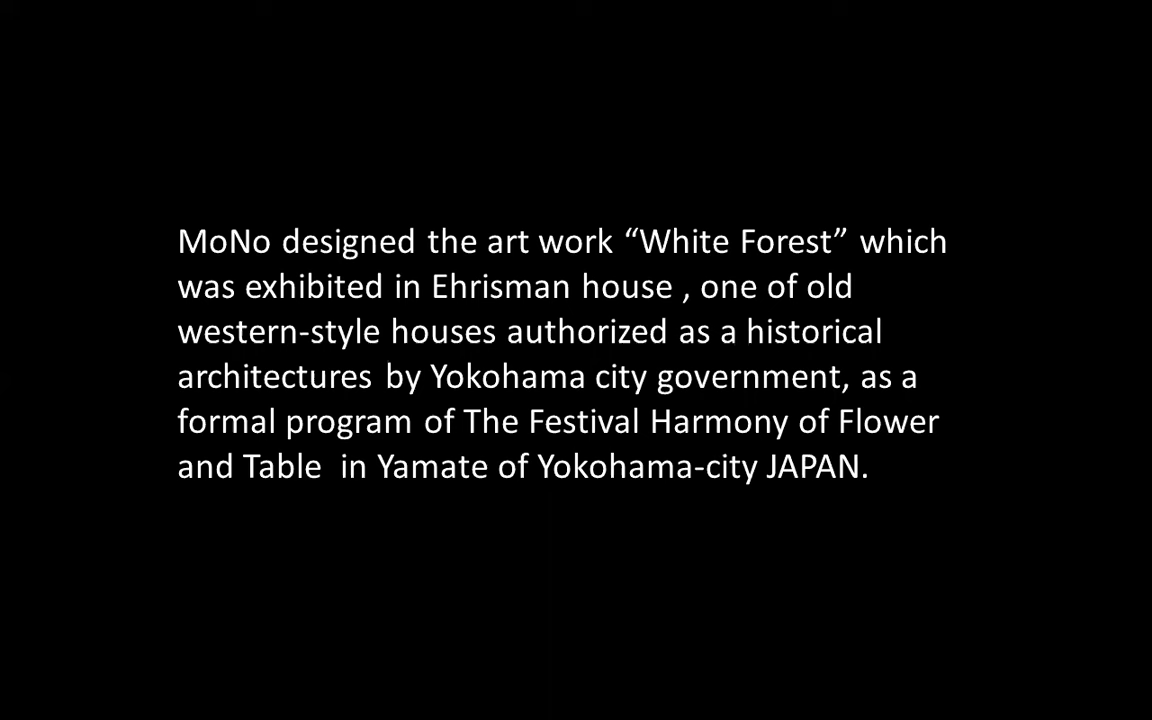 MoNo designed the art work “White Forest” which
was exhibited in Ehrisman house , one of old
western-style houses authorized as a historical
architectures by Yokohama city government, as a
formal program of The Festival Harmony of Flower
and Table  in Yamate of Yokohama-city JAPAN.